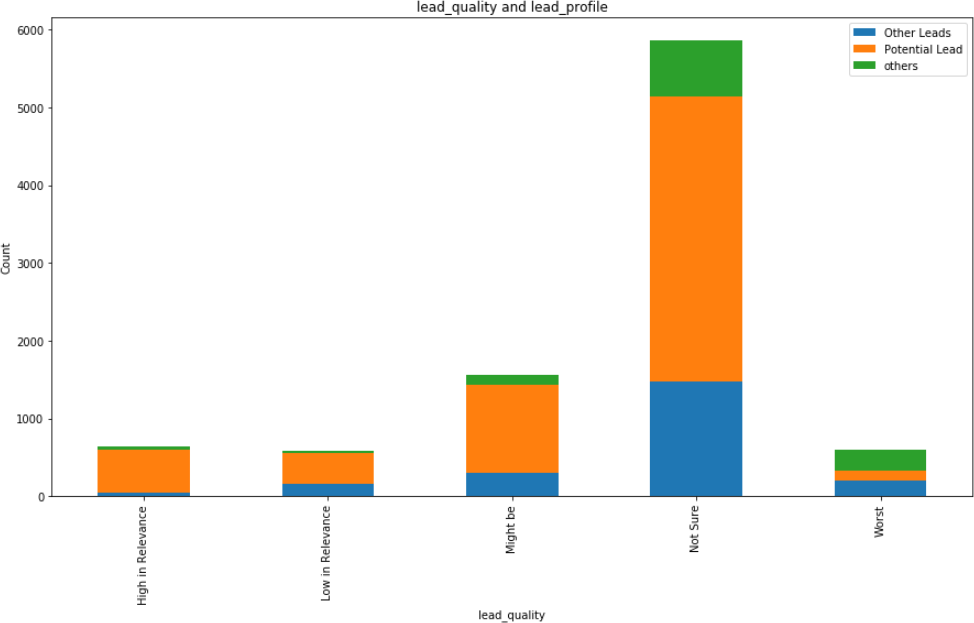 lead_quality and lead_profile
Other Leads
Potential Lead
others
6000
5000
4000
3000
2000
1000
0
Count
High in Relevance
Low in Relevance
Might be
Not Sure
Worst
lead_quality